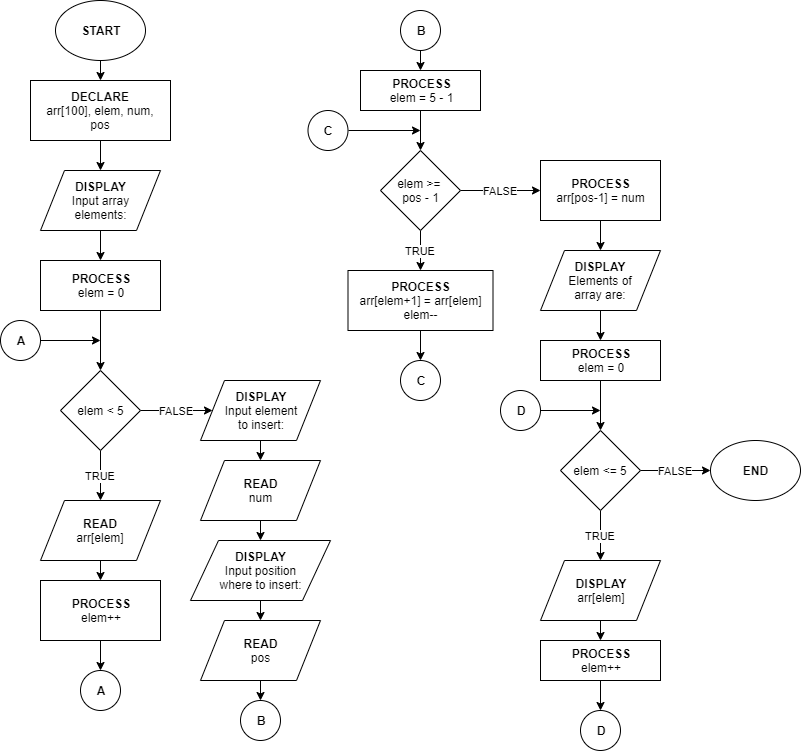 START
DECLARE
arr[100], elem, num,
pos
DISPLAY
Input array
elements:
PROCESS
elem = 0
A
elem < 5
TRUE
FALSE
READ
arr[elem]
PROCESS
elem++
A
DISPLAY
Input element
to insert:
READ
num
DISPLAY
Input position
where to insert:
READ
pos
B
B
PROCESS
elem = 5 - 1
C
elem >=
pos - 1
TRUE
FALSE
PROCESS
arr[elem+1] = arr[elem]
elem--
C
PROCESS
arr[pos-1] = num
DISPLAY
Elements of
array are:
PROCESS
elem = 0
D
elem <= 5
FALSE
END
TRUE
DISPLAY
arr[elem]
PROCESS
elem++
D